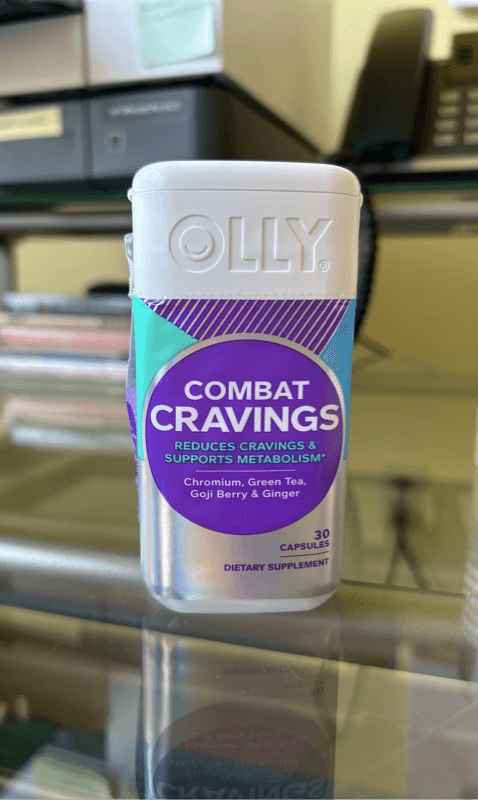 OLLY
COMBAT
CRAVINGS
REDUCES CRAVINGS &
SUPPORTS METABOLISM*
Chromium, Green Tea,
Goji Berry & Ginger
30
CAPSULES
DIETARY SUPPLEMENT